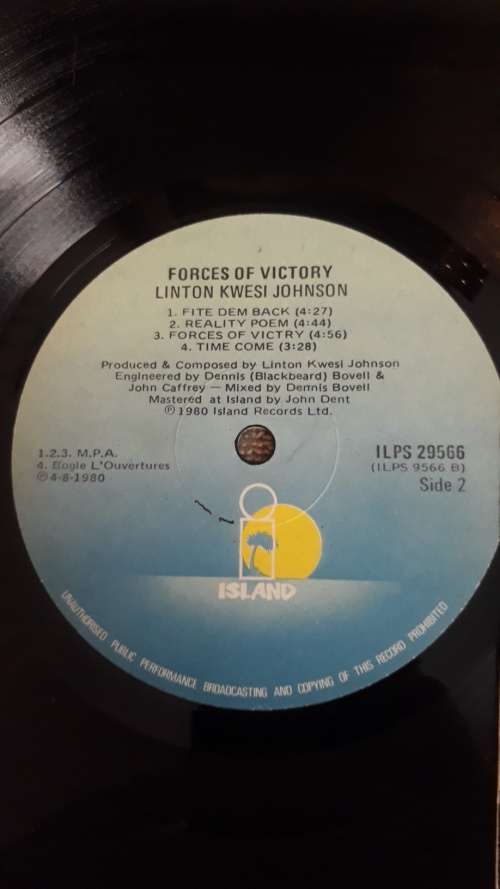 FORCES OF VICTORY
LINTON KWESI JOHNSON
1. FITE DEM BACK (4:27)
2. REALITY POEM (4:44)
3. FORCES OF VICTRY (4:56)
4. TIME COME (3:28)
Produced & Composed by Linton Kwesi Johnson
Engineered by Dennis (Blackbeard) Bovell &
John Caffrey – Mixed by Dennis Bovell
Mastered at Island by John Dent
℗ 1980 Island Records Ltd.
1.2.3. M.P.A.
4. Bogle L'Ouvertures
℗ 4-8-1980
ILPS 29566
(ILPS 9566 B)
Side 2
ISLAND
UNAUTHORISED PUBLIC PERFORMANCE BROADCASTING AND COPYING OF THIS RECORD PROHIBITED